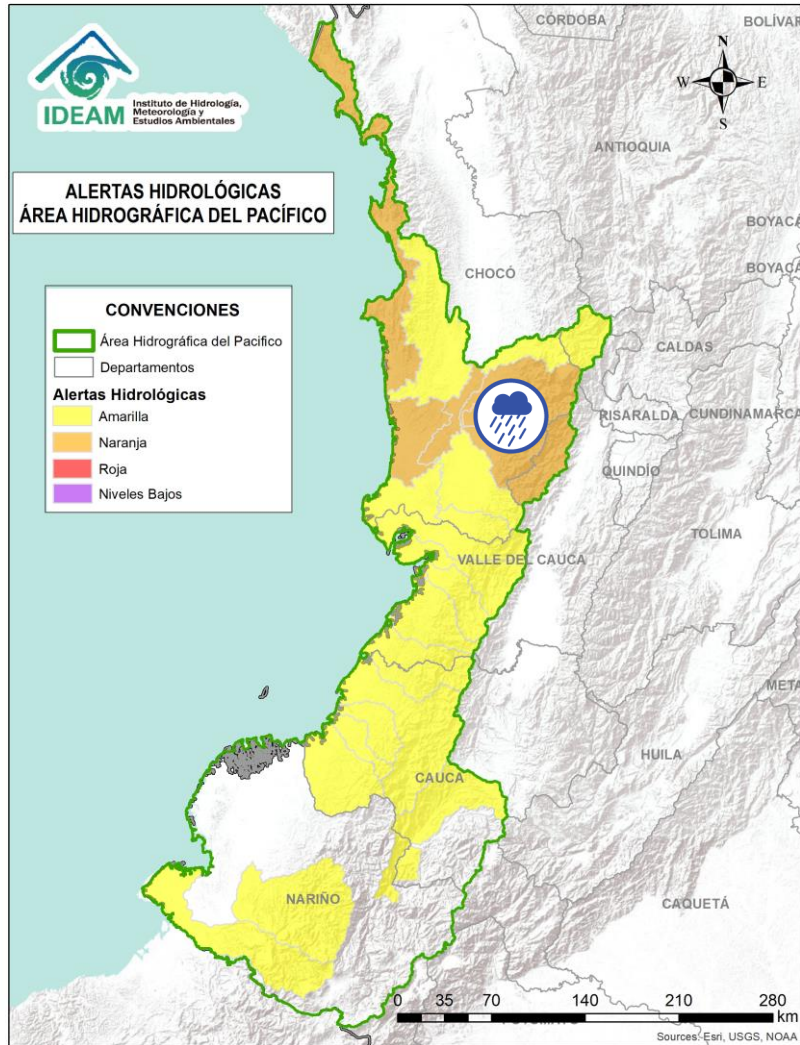 CÓRDOBA
BOLÍVAR
N
W E
S
IDEAM
Instituto de Hidrología,
Meteorología y
Estudios Ambientales
ANTIOQUIA
ALERTAS HIDROLÓGICAS
ÁREA HIDROGRÁFICA DEL PACÍFICO
BOYACÁ
BOYACÁ
CHOCÓ
CONVENCIONES
Área Hidrográfica del Pacifico
Departamentos
Alertas Hidrológicas
Amarilla
Naranja
Roja
Niveles Bajos
CALDAS
RISARALDA
CUNDINAMARCA
QUINDÍO
TOLIMA
VALLE DEL CAUCA
META
HUILA
CAUCA
NARIÑO
CAQUETÁ
0 35 70 140 210 280
km
Sources: Esri, USGS, NOAA